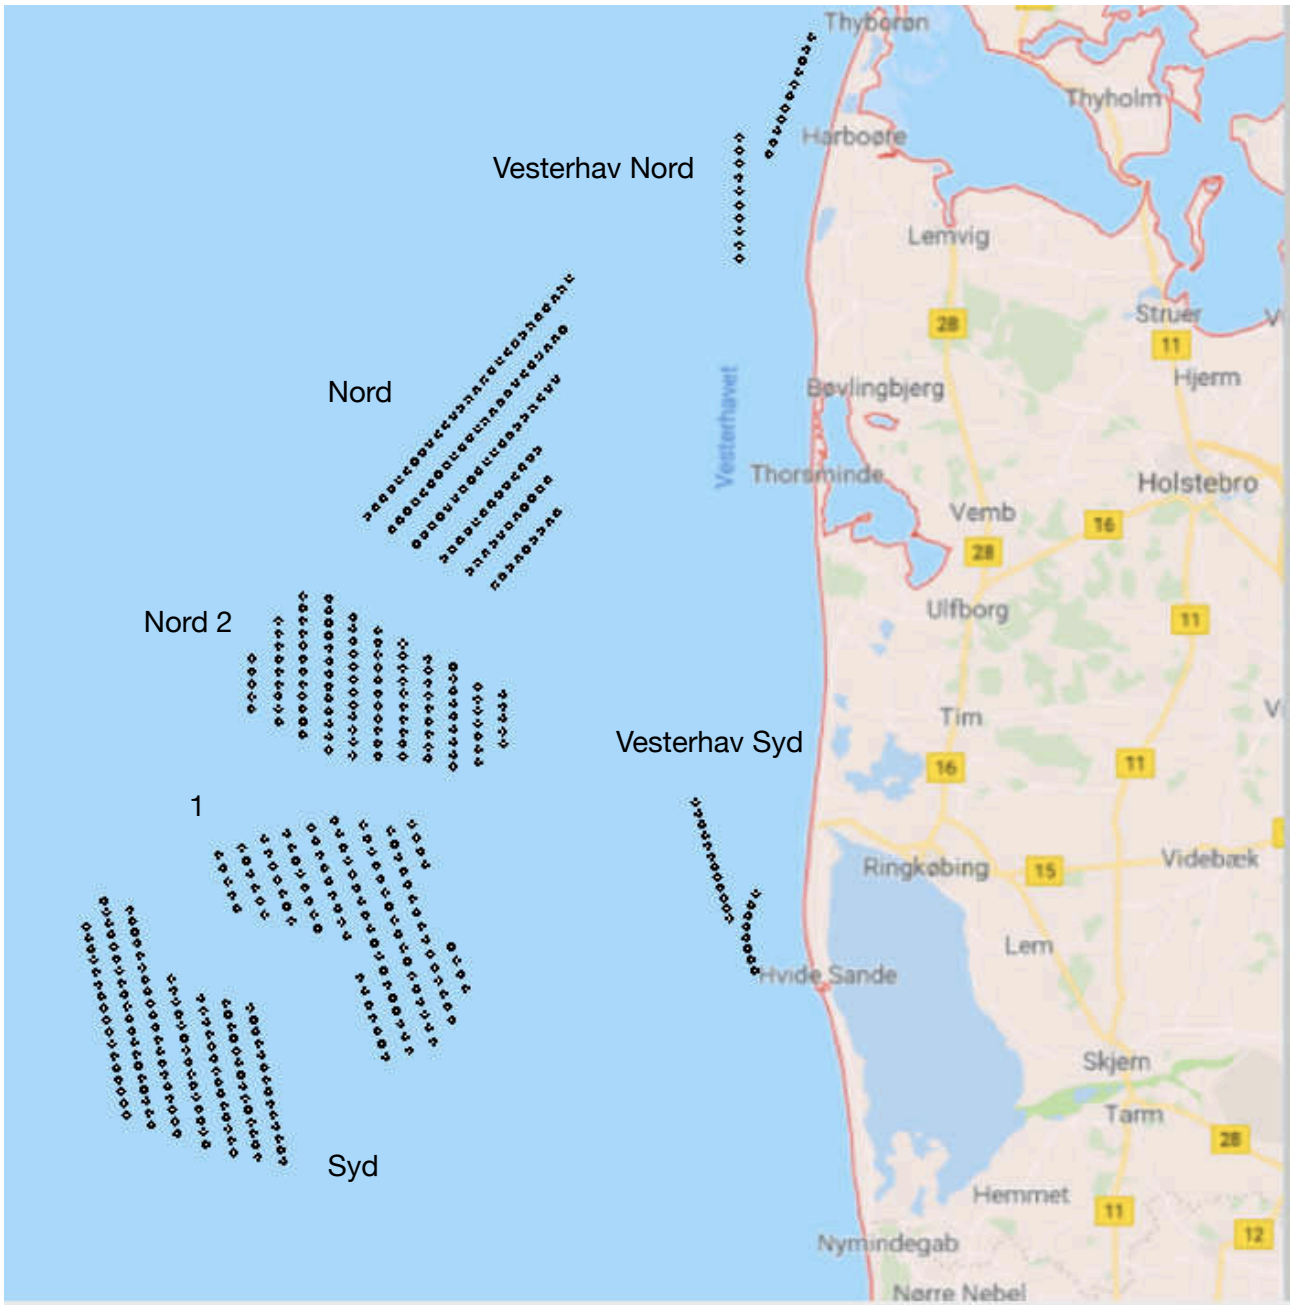 Thyborøn
Thyholm
Harboøre
Vesterhav Nord
Lemvig
Struer
28
11
Hjerm
Bøvlingbjerg
Nord
Vesterhavet
Thorsminde
Holstebro
Vemb
16
28
Ulfborg
11
Nord 2
Tim
V
Vesterhav Syd
16
11
1
Ringkøbing
15
Videbæk
Lem
Hvide Sande
Skjern
Tarm
28
Syd
Hemmet
11
12
Nymindegab
Nørre Nebel